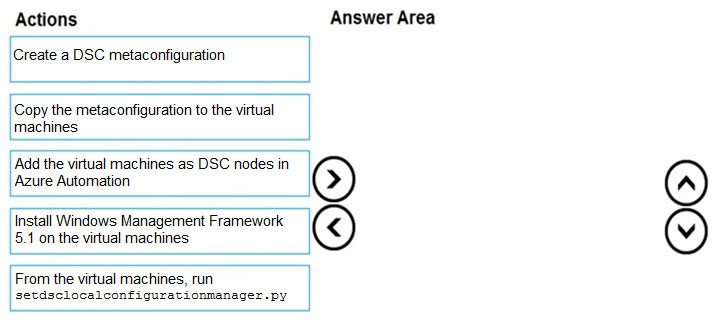 Actions
Answer Area
Create a DSC metaconfiguration
Copy the metaconfiguration to the virtual
machines
Add the virtual machines as DSC nodes in
Azure Automation
Install Windows Management Framework
5.1 on the virtual machines
From the virtual machines, run
setdsclocalconfigurationmanager.py